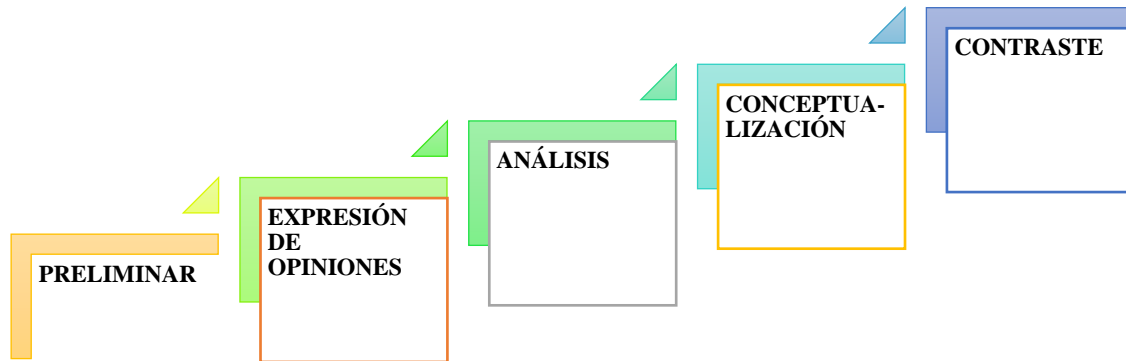 PRELIMINAR
EXPRESIÓN
DE
OPINIONES
ANÁLISIS
CONCEPTUA-
LIZACIÓN
CONTRASTE